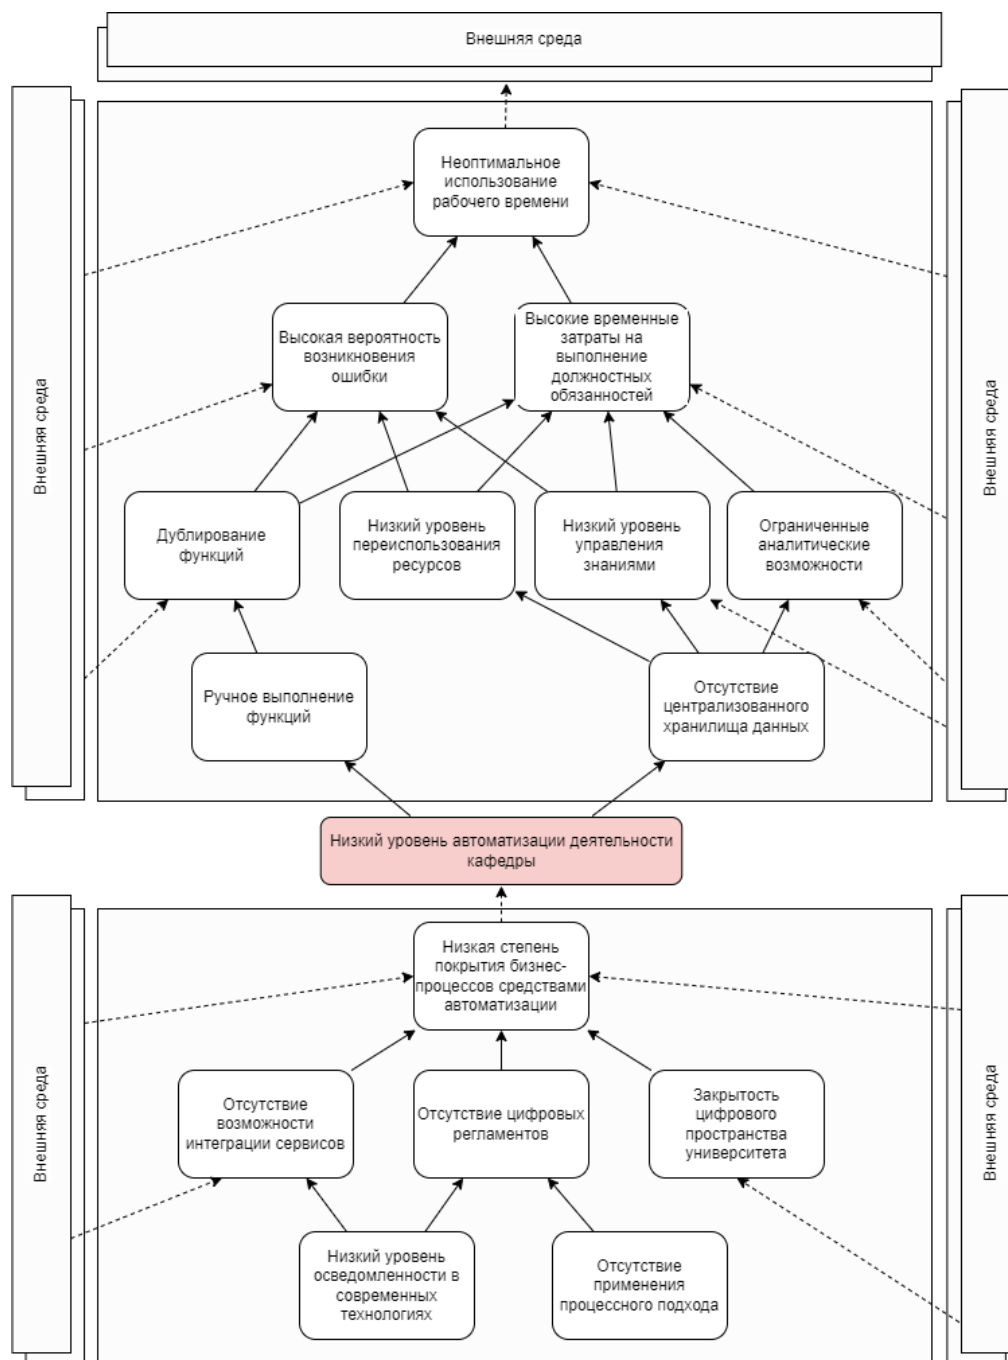 Внешняя среда
Внешняя среда
Внешняя среда
Неоптимальное
использование
рабочего времени
Высокая вероятность
возникновения
ошибки
Высокие временные
затраты на
выполнение
должностных
обязанностей
Дублирование
функций
Низкий уровень
переиспользования
ресурсов
Низкий уровень
управления
знаниями
Ограниченные
аналитические
возможности
Ручное выполнение
функций
Отсутствие
централизованного
хранилища данных
Низкий уровень автоматизации деятельности
кафедры
Внешняя среда
Внешняя среда
Низкая степень
покрытия бизнес-
процессов средствами
автоматизации
Отсутствие
возможности
интеграции сервисов
Отсутствие цифровых
регламентов
Закрытость
цифрового
пространства
университета
Низкий уровень
осведомленности в
современных
технологиях
Отсутствие
применения
процессного подхода